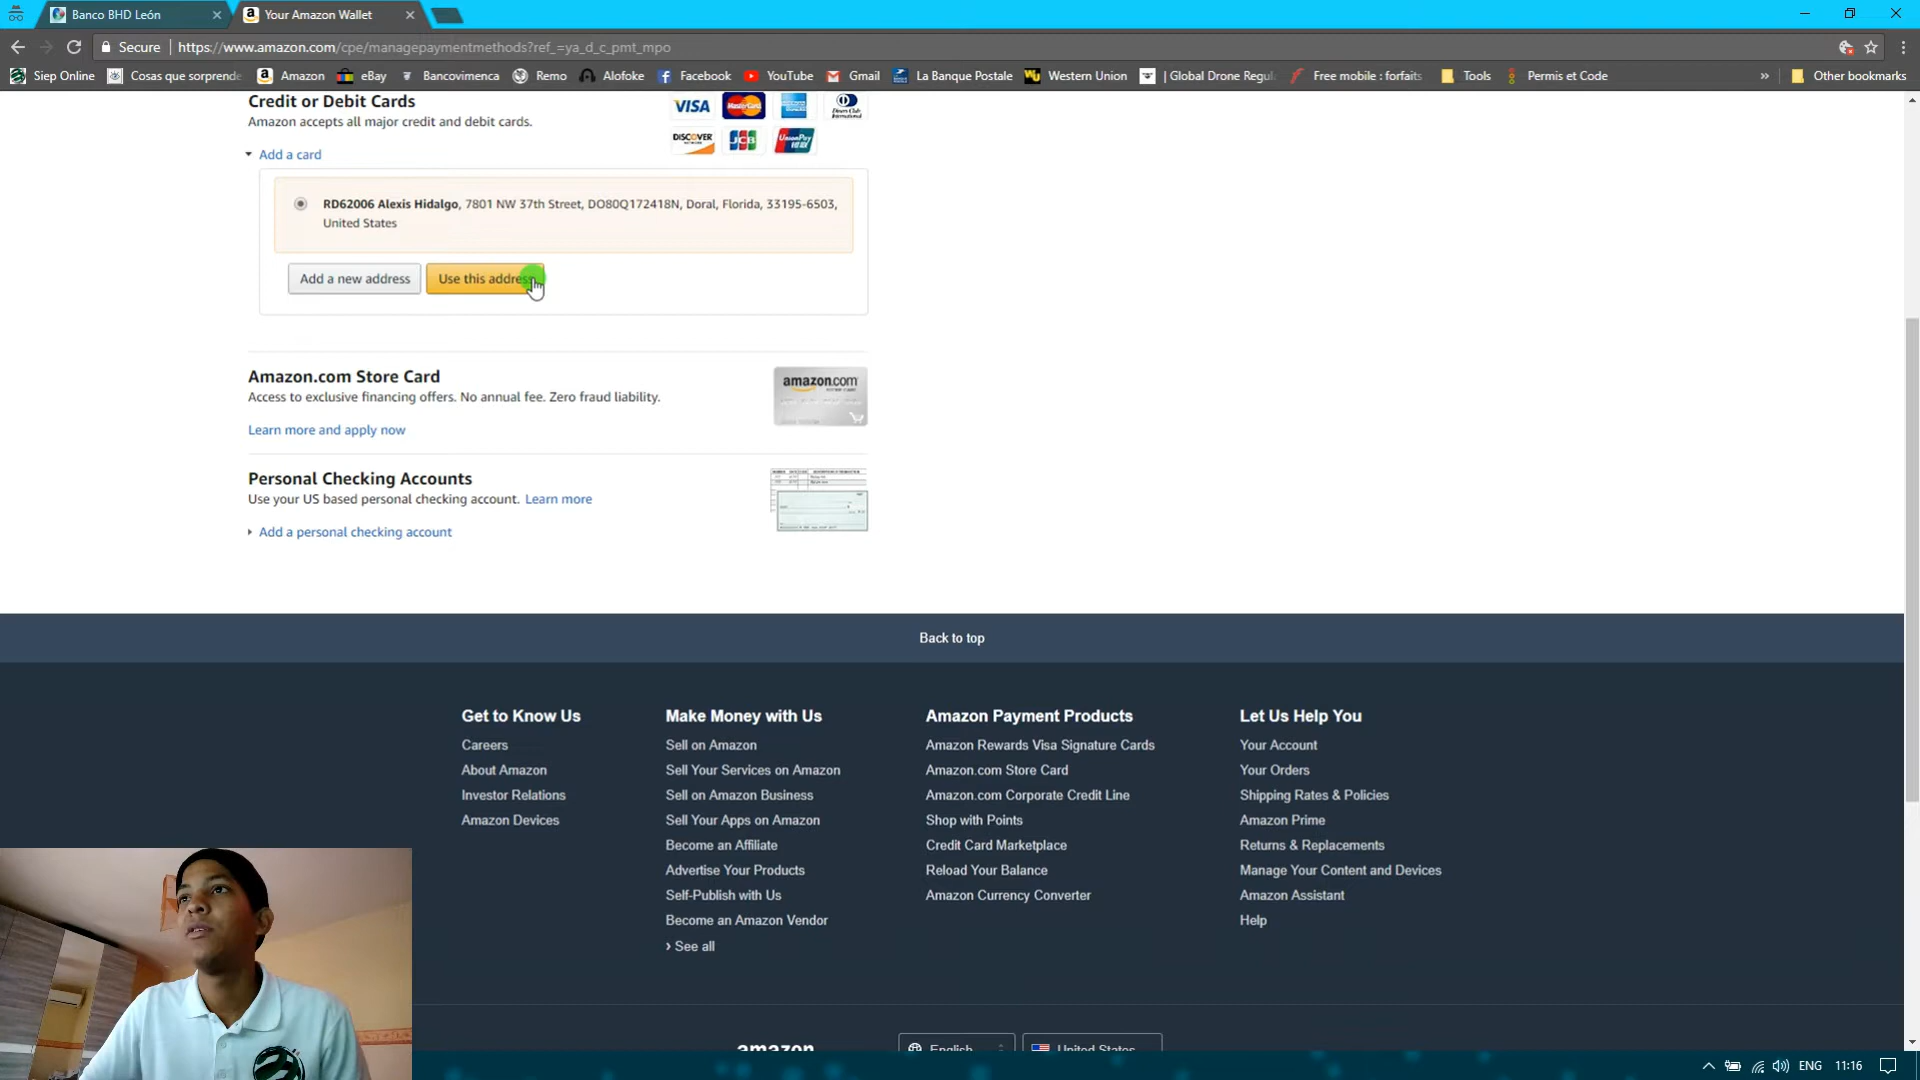 Banco BHD León
Your Amazon Wallet
Secure
https://www.amazon.com/cpe/managepaymentmethods?ref_=ya_d_c_pmt_mpo
Siep Online
Cosas que sorprende
Amazon
eBay
Bancovimenca
Remo
Alofoke
Facebook
YouTube
Gmail
La Banque Postale
Western Union
| Global Drone Regul
Free mobile : forfaits
Tools
Permis et Code
»
Other bookmarks
Credit or Debit Cards
Amazon accepts all major credit and debit cards.
VISA
MasterCard
Diners Club
International
DISCOVER
JCB
UnionPay
Add a card
RD62006 Alexis Hidalgo, 7801 NW 37th Street, DO80Q172418N, Doral, Florida, 33195-6503,
United States
Add a new address
Use this address
Amazon.com Store Card
Access to exclusive financing offers. No annual fee. Zero fraud liability.
amazon.com
Learn more and apply now
Personal Checking Accounts
Use your US based personal checking account. Learn more
Add a personal checking account
Back to top
Get to Know Us
Careers
About Amazon
Investor Relations
Amazon Devices
Make Money with Us
Sell on Amazon
Sell Your Services on Amazon
Sell on Amazon Business
Sell Your Apps on Amazon
Become an Affiliate
Advertise Your Products
Self-Publish with Us
Become an Amazon Vendor
› See all
Amazon Payment Products
Amazon Rewards Visa Signature Cards
Amazon.com Store Card
Amazon.com Corporate Credit Line
Shop with Points
Credit Card Marketplace
Reload Your Balance
Amazon Currency Converter
Let Us Help You
Your Account
Your Orders
Shipping Rates & Policies
Amazon Prime
Returns & Replacements
Manage Your Content and Devices
Amazon Assistant
Help
amazon
English
United States
ENG
11:16